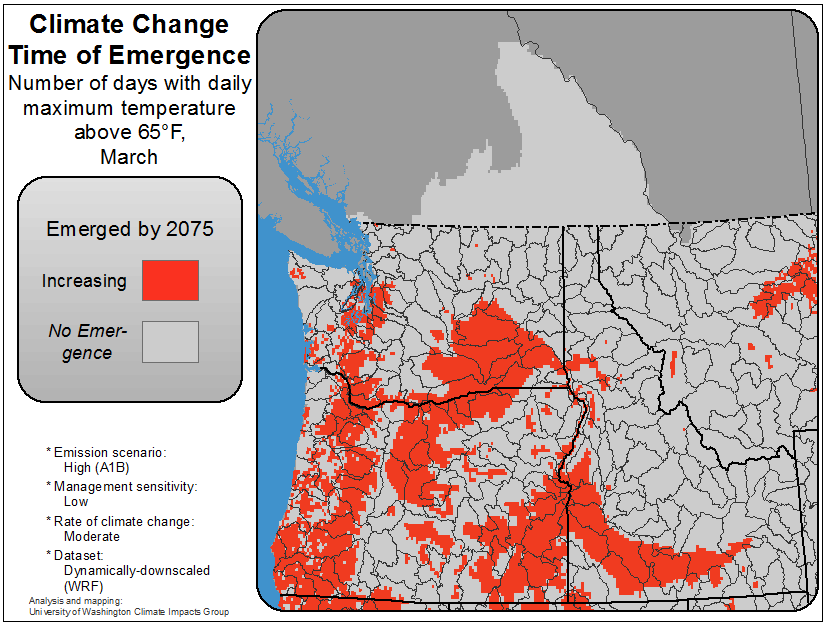 Climate Change
Time of Emergence
Number of days with daily
maximum temperature
above 65°F,
March
Emerged by 2075
Increasing
No Emer-
gence
* Emission scenario:
High (A1B)
* Management sensitivity:
Low
* Rate of climate change:
Moderate
* Dataset:
Dynamically-downscaled
(WRF)
Analysis and mapping:
University of Washington Climate Impacts Group